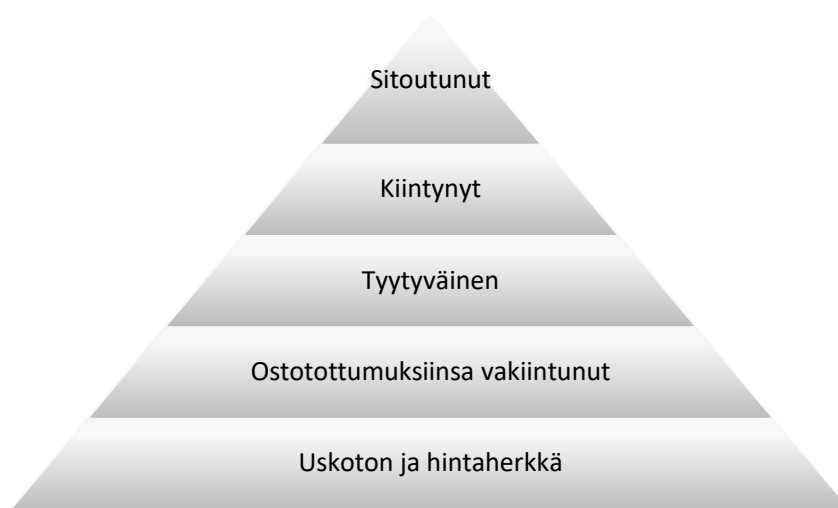 Sitoutunut
Kiintynyt
Tyytyväinen
Ostotottumuksiinsa vakiintunut
Uskoton ja hintaherkkä